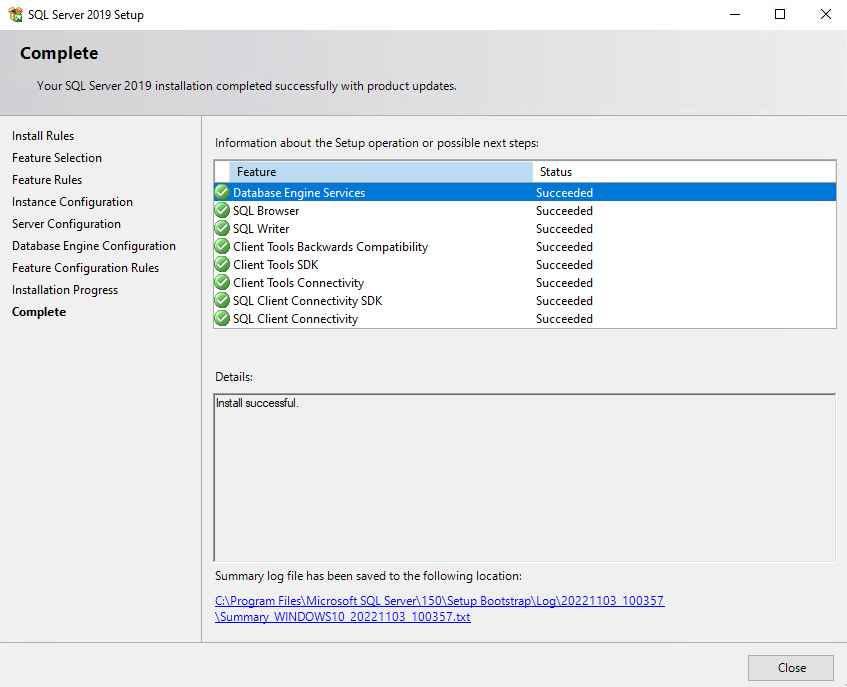 SQL Server 2019 Setup
Complete
Your SQL Server 2019 installation completed successfully with product updates.
Install Rules
Feature Selection
Feature Rules
Instance Configuration
Server Configuration
Database Engine Configuration
Feature Configuration Rules
Installation Progress
Complete
Information about the Setup operation or possible next steps:
Feature Status
Database Engine Services Succeeded
SQL Browser Succeeded
SQL Writer Succeeded
Client Tools Backwards Compatibility Succeeded
Client Tools SDK Succeeded
Client Tools Connectivity Succeeded
SQL Client Connectivity SDK Succeeded
SQL Client Connectivity Succeeded
Details:
Install successful.
Summary log file has been saved to the following location:
C:\Program Files\Microsoft SQL Server\150\Setup Bootstrap\Log\20221103_100357
\Summary_WINDOWS10_20221103_100357.txt
Close